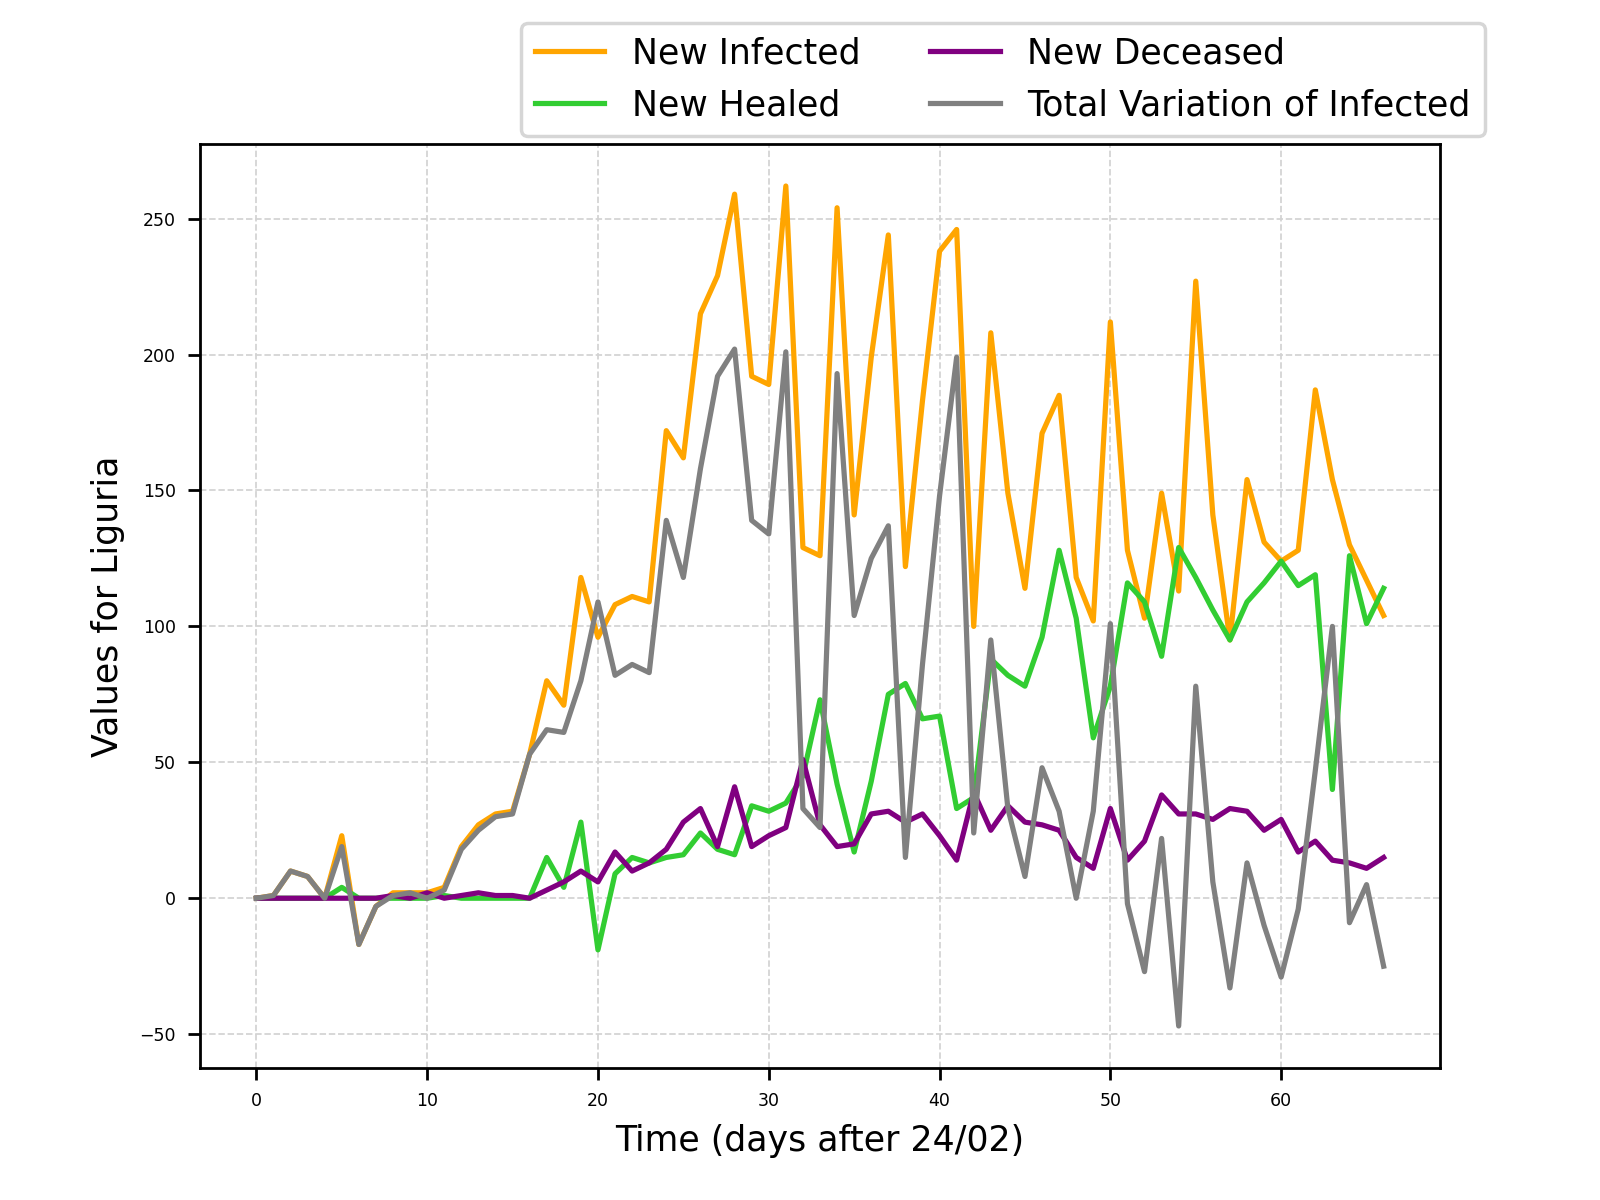 New Infected
New Healed
New Deceased
Total Variation of Infected
250
200
150
100
50
0
−50
0 10 20 30 40 50 60
Values for Liguria
Time (days after 24/02)